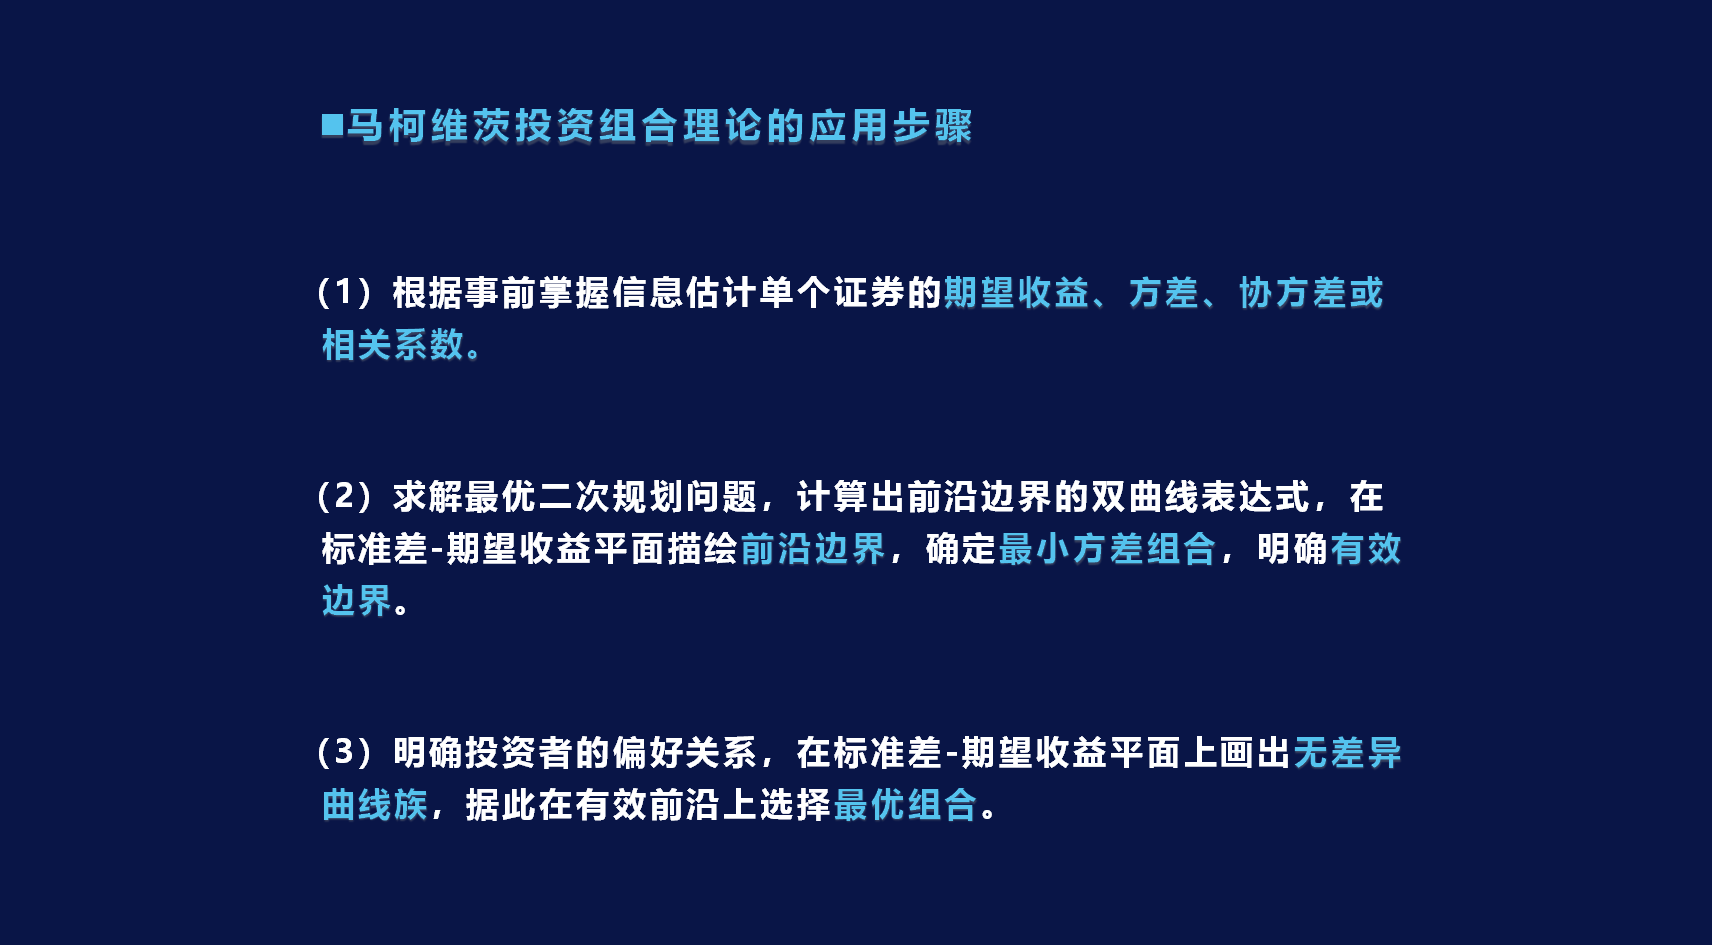 ■马柯维茨投资组合理论的应用步骤
（1）根据事前掌握信息估计单个证券的期望收益、方差、协方差或
相关系数。
（2）求解最优二次规划问题，计算出前沿边界的双曲线表达式，在
标准差-期望收益平面描绘前沿边界，确定最小方差组合，明确有效
边界。
（3）明确投资者的偏好关系，在标准差-期望收益平面上画出无差异
曲线族，据此在有效前沿上选择最优组合。